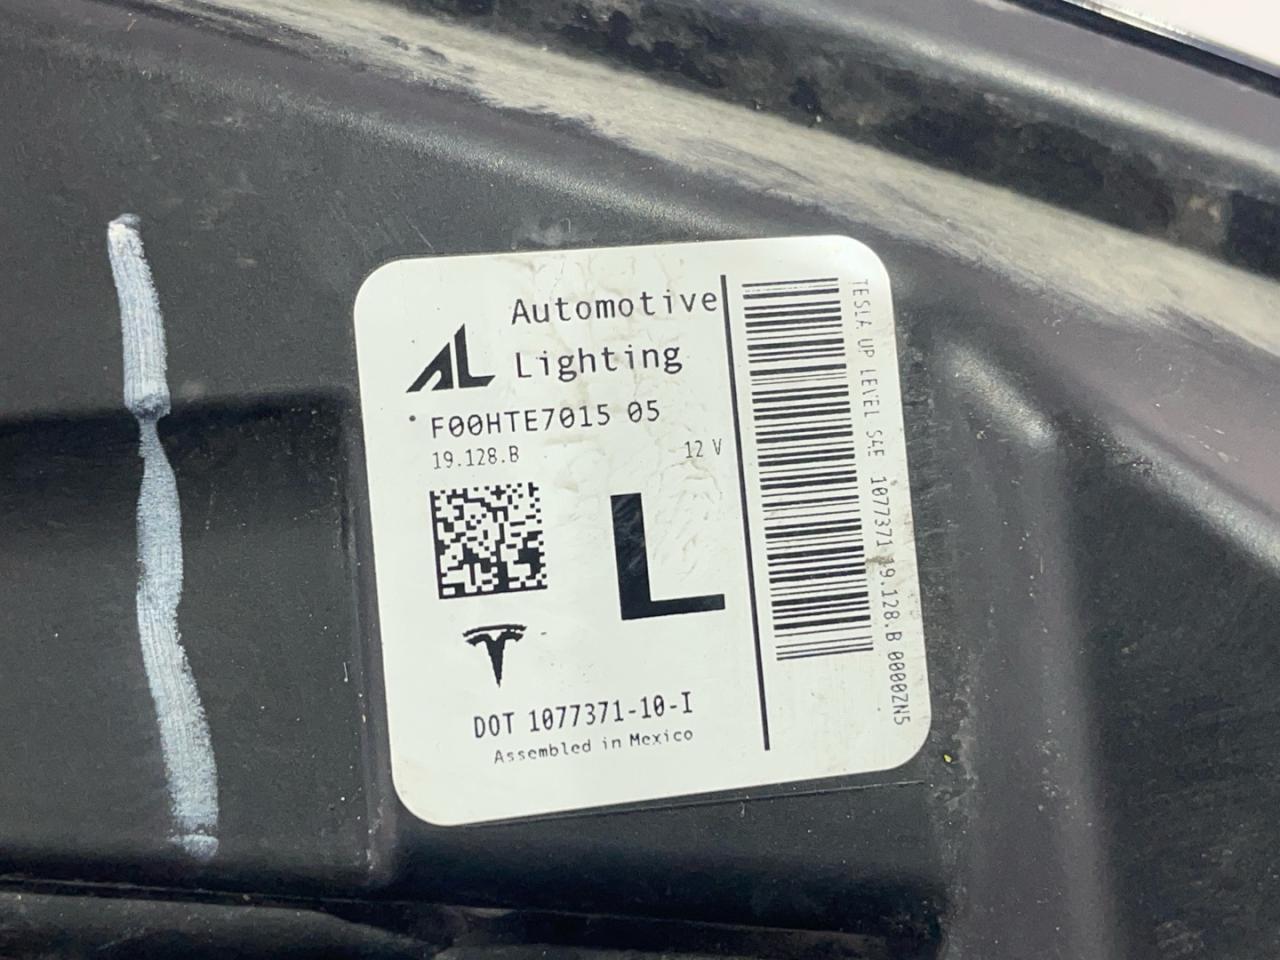 Automotive
Lighting
F00HTE7015 05
19.128.B
12 V
L
DOT 1077371-10-I
Assembled in Mexico
TESLA UP LEVEL SAE 1077371 19.128.B 0000ZN5